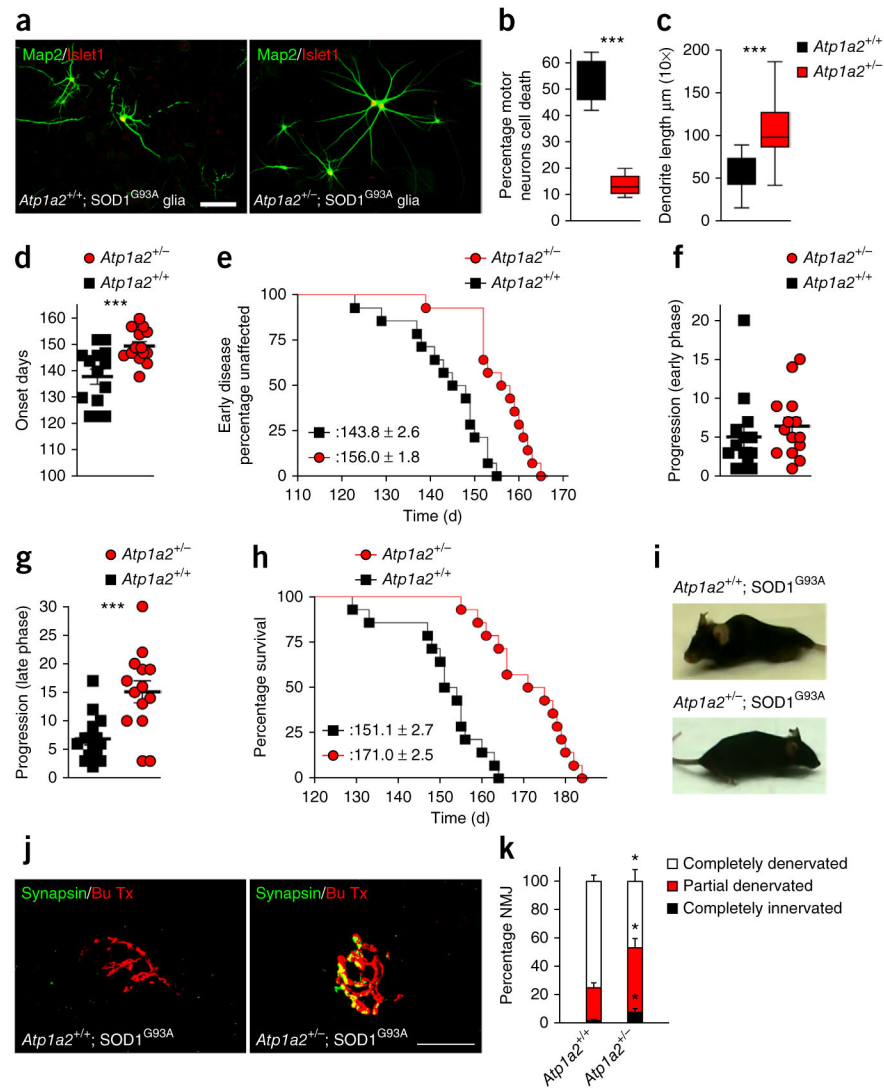 a
Map2/Islet1
Atp1a2+/+; SOD1G93A glia
Atp1a2+/–; SOD1G93A glia
b
Percentage motor
neurons cell death
60
50
40
30
20
10
0
***
c
Dendrite length μm (10×)
200
150
100
50
0
***
Atp1a2+/+
Atp1a2+/–
d
Atp1a2+/–
Atp1a2+/+
Onset days
160
150
140
130
120
110
100
***
e
Atp1a2+/–
Atp1a2+/+
Early disease
percentage unaffected
100
75
50
25
0
:143.8 ± 2.6
:156.0 ± 1.8
110 120 130 140 150 160 170
Time (d)
f
Atp1a2+/–
Atp1a2+/+
Progression (early phase)
20
15
10
5
0
g
Atp1a2+/–
Atp1a2+/+
Progression (late phase)
30
25
20
15
10
5
0
***
h
Atp1a2+/–
Atp1a2+/+
Percentage survival
100
75
50
25
0
:151.1 ± 2.7
:171.0 ± 2.5
120 130 140 150 160 170 180
Time (d)
i
Atp1a2+/+; SOD1G93A
Atp1a2+/–; SOD1G93A
j
Synapsin/Bu Tx
Atp1a2+/+; SOD1G93A
Synapsin/Bu Tx
Atp1a2+/–; SOD1G93A
k
Percentage NMJ
100
80
60
40
20
0
*
*
*
Atp1a2+/+
Atp1a2+/–
Completely denervated
Partial denervated
Completely innervated